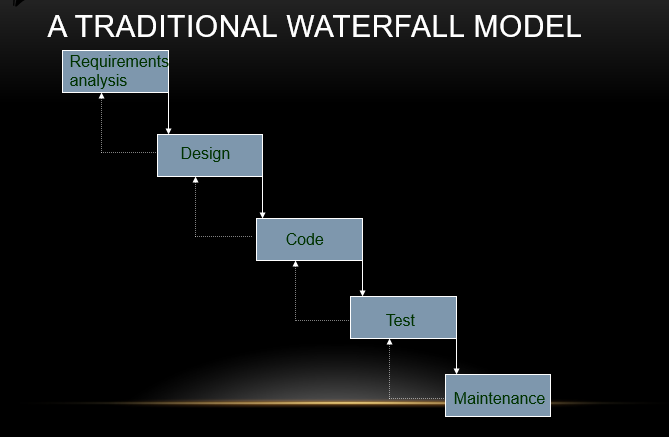 A TRADITIONAL WATERFALL MODEL
Requirements
analysis
Design
Code
Test
Maintenance